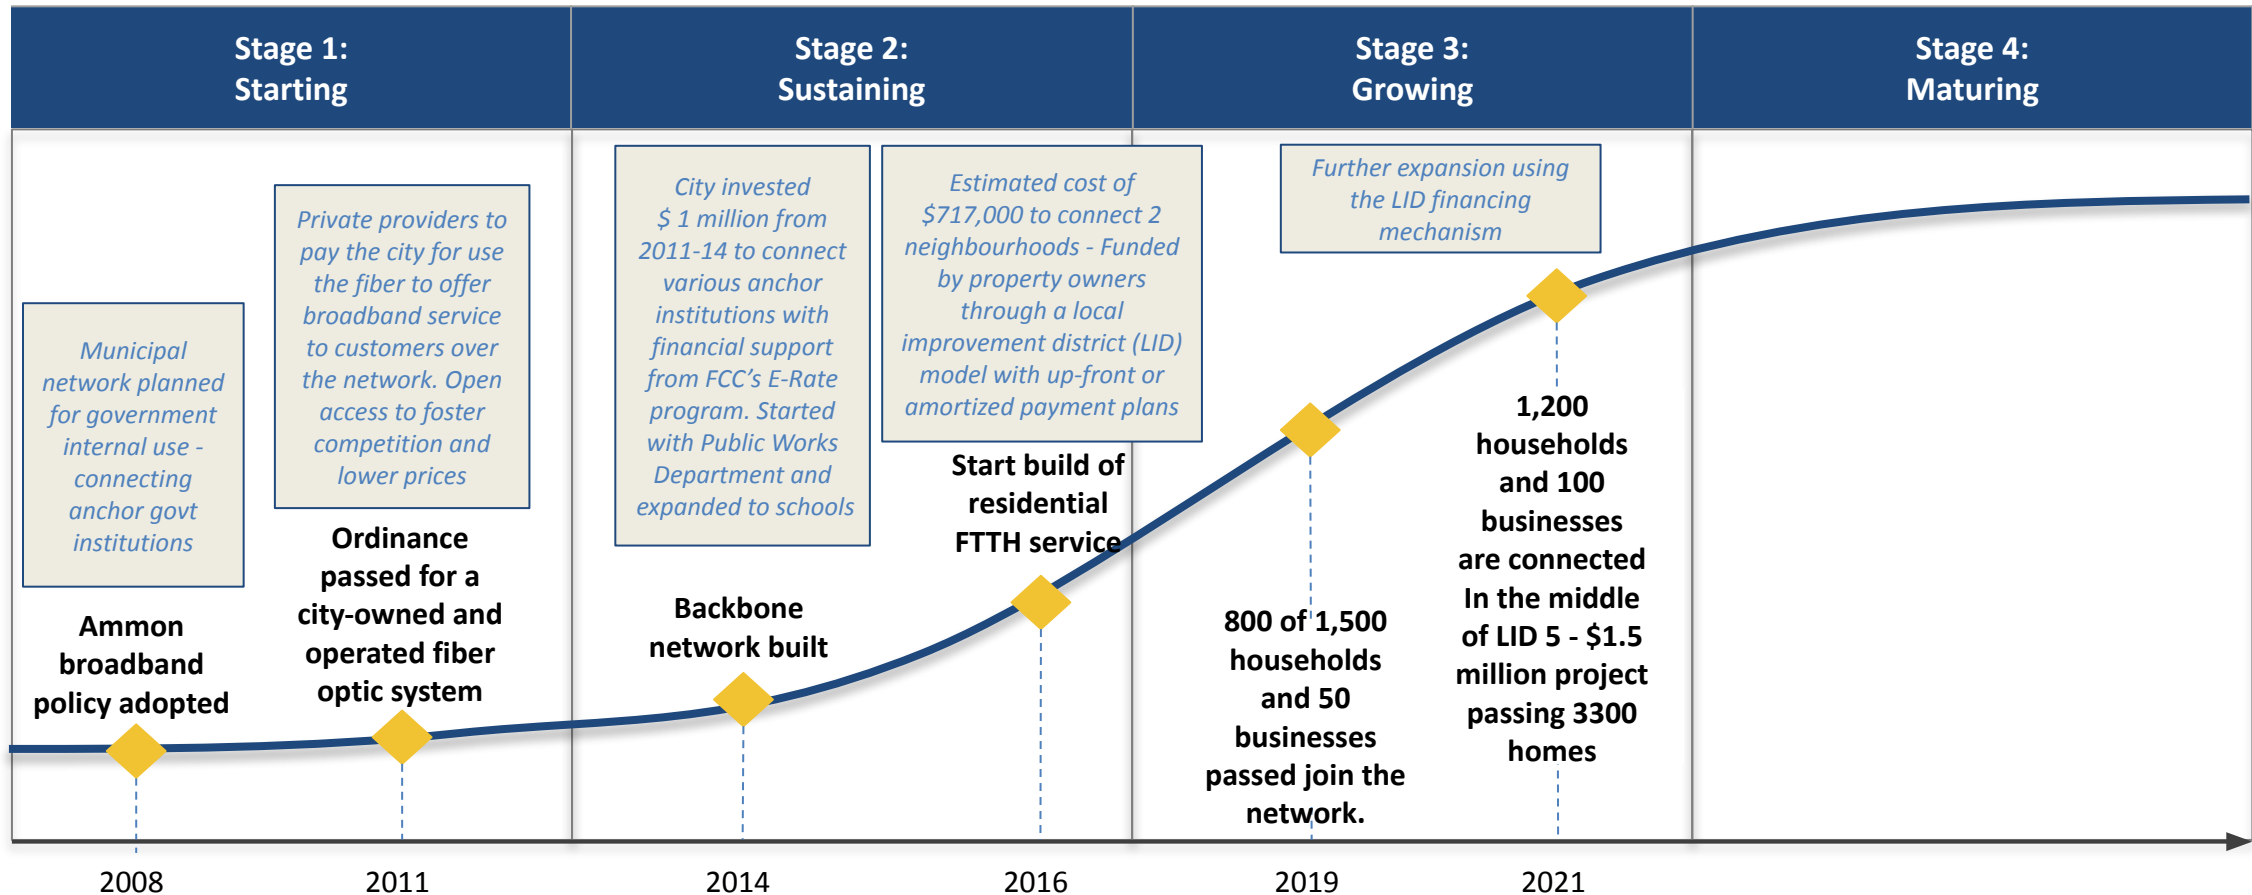 Stage 1:
Starting
Stage 2:
Sustaining
Stage 3:
Growing
Stage 4:
Maturing
Municipal
network planned
for government
internal use -
connecting
anchor govt
institutions
Ammon
broadband
policy adopted
Private providers to
pay the city for use
the fiber to offer
broadband service
to customers over
the network. Open
access to foster
competition and
lower prices
Ordinance
passed for a
city-owned and
operated fiber
optic system
City invested
$ 1 million from
2011-14 to connect
various anchor
institutions with
financial support
from FCC’s E-Rate
program. Started
with Public Works
Department and
expanded to schools
Backbone
network built
Estimated cost of
$717,000 to connect 2
neighbourhoods - Funded
by property owners
through a local
improvement district (LID)
model with up-front or
amortized payment plans
Start build of
residential
FTTH service
Further expansion using
the LID financing
mechanism
800 of 1,500
households
and 50
businesses
passed join the
network.
1,200
households
and 100
businesses
are connected
In the middle
of LID 5 - $1.5
million project
passing 3300
homes
2008
2011
2014
2016
2019
2021